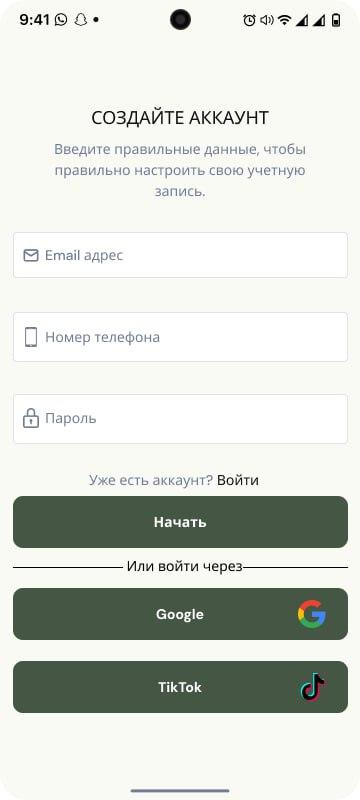 9:41
СОЗДАЙТЕ АККАУНТ
Введите правильные данные, чтобы
правильно настроить свою учетную
запись.
Email адрес
Номер телефона
Пароль
Уже есть аккаунт? Войти
Начать
Или войти через
Google
TikTok